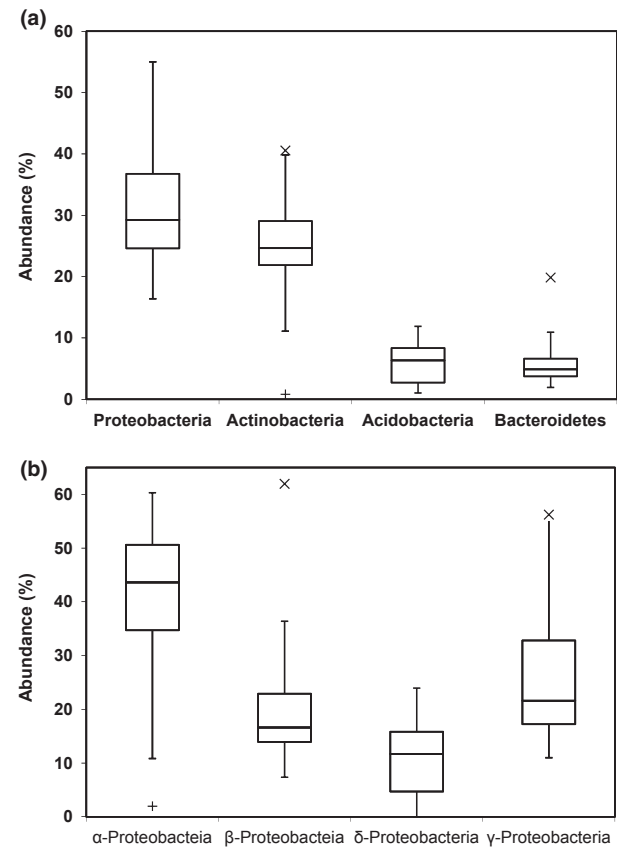 (a)
60
50
40
30
20
10
0
Abundance (%)
Proteobacteria Actinobacteria Acidobacteria Bacteroidetes
(b)
60
50
40
30
20
10
0
Abundance (%)
α-Proteobacteia β-Proteobacteia δ-Proteobacteria γ-Proteobacteria